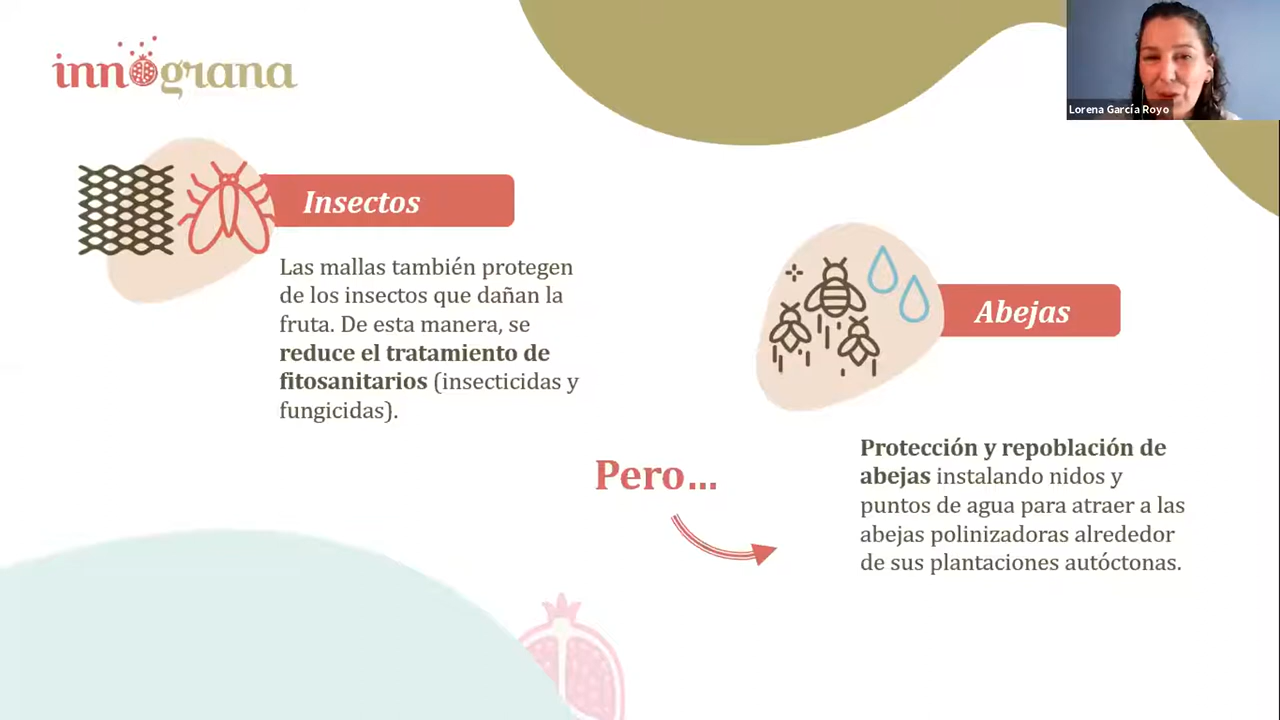 innograna
Lorena García Royo
Insectos
Las mallas también protegen
de los insectos que dañan la
fruta. De esta manera, se
reduce el tratamiento de
fitosanitarios (insecticidas y
fungicidas).
Pero...
Abejas
Protección y repoblación de
abejas instalando nidos y
puntos de agua para atraer a las
abejas polinizadoras alrededor
de sus plantaciones autóctonas.